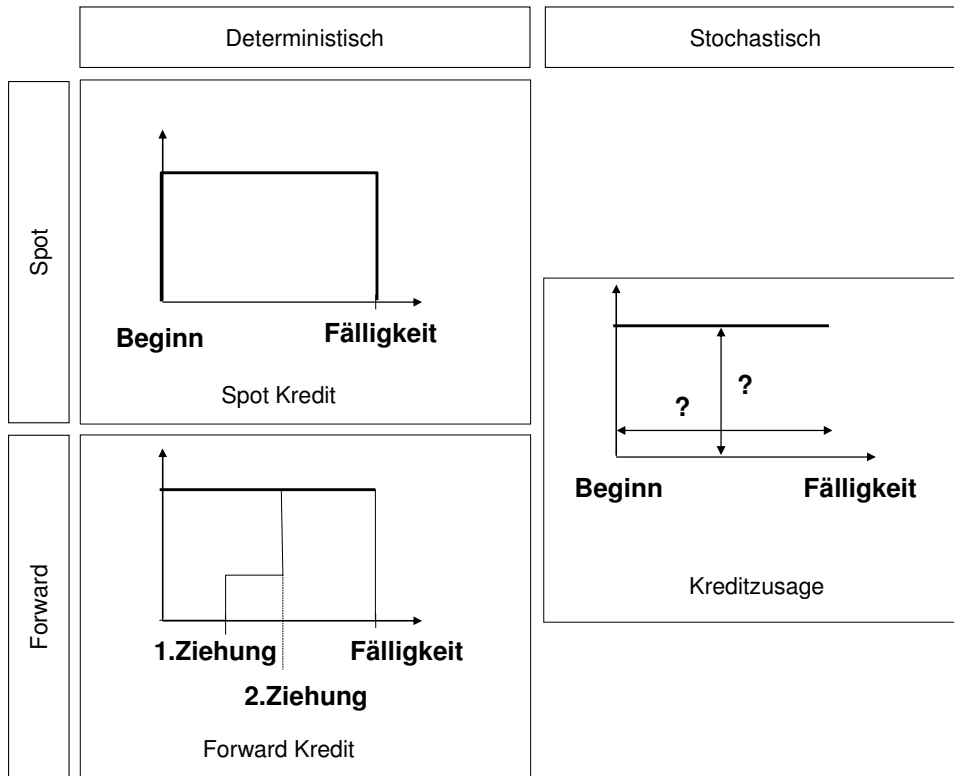 Deterministisch
Stochastisch
Spot
Beginn
Fälligkeit
Spot Kredit
?
?
Beginn
Fälligkeit
Kreditzusage
Forward
1.Ziehung
Fälligkeit
2.Ziehung
Forward Kredit